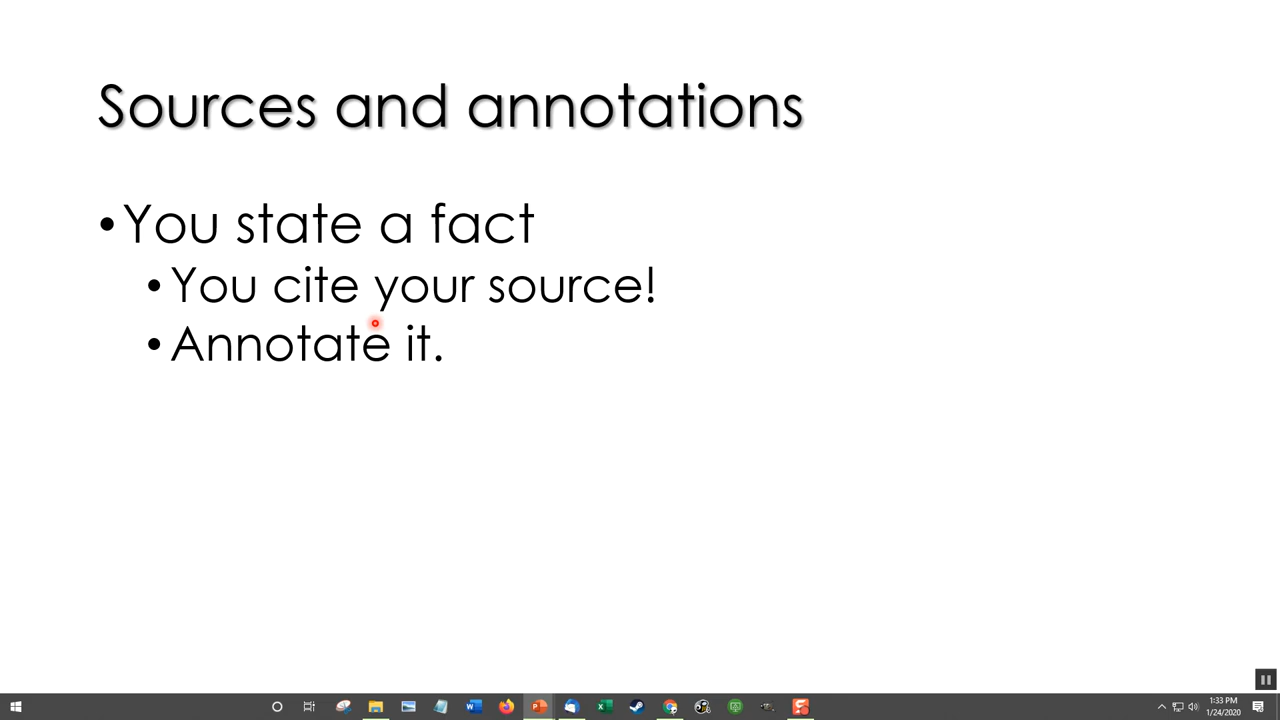 Sources and annotations
•You state a fact
•You cite your source!
•Annotate it.
1:33 PM
1/24/2020